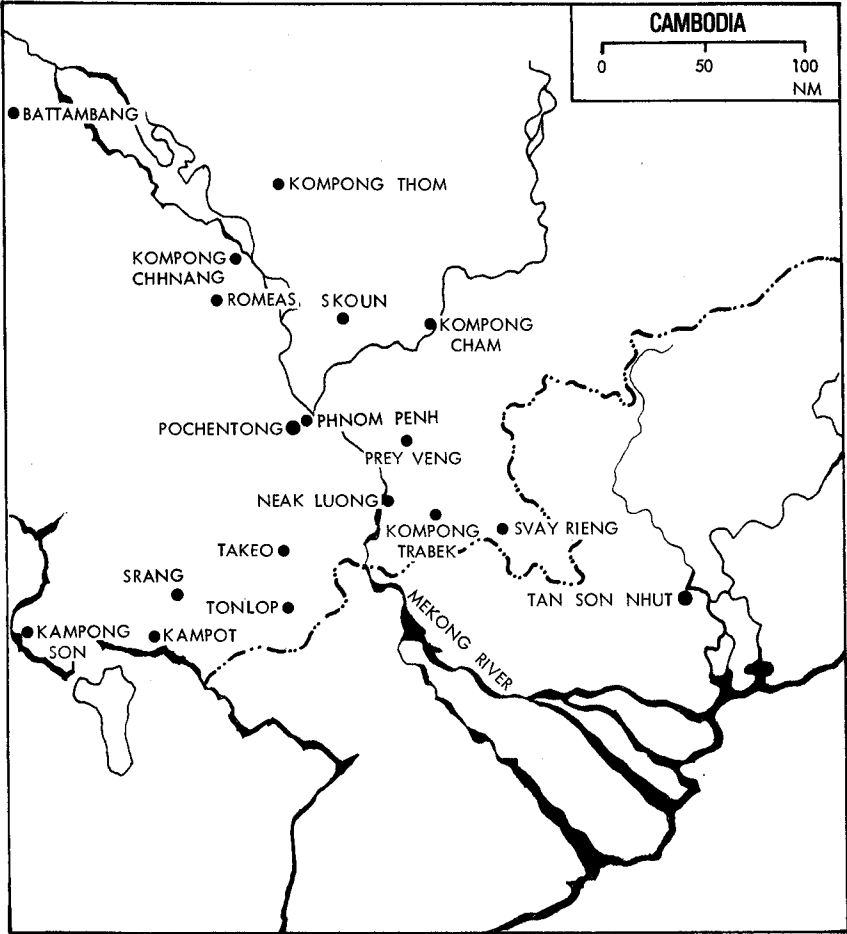 CAMBODIA
0 50 100
NM
BATTAMBANG
KOMPONG THOM
KOMPONG
CHHNANG
ROMEAS
SKOUN
KOMPONG
CHAM
POCHENTONG
PHNOM PENH
PREY VENG
NEAK LUONG
KOMPONG
TRABEK
SVAY RIENG
TAKEO
SRANG
TONLOP
TAN SON NHUT
MEKONG RIVER
KAMPONG
SON
KAMPOT